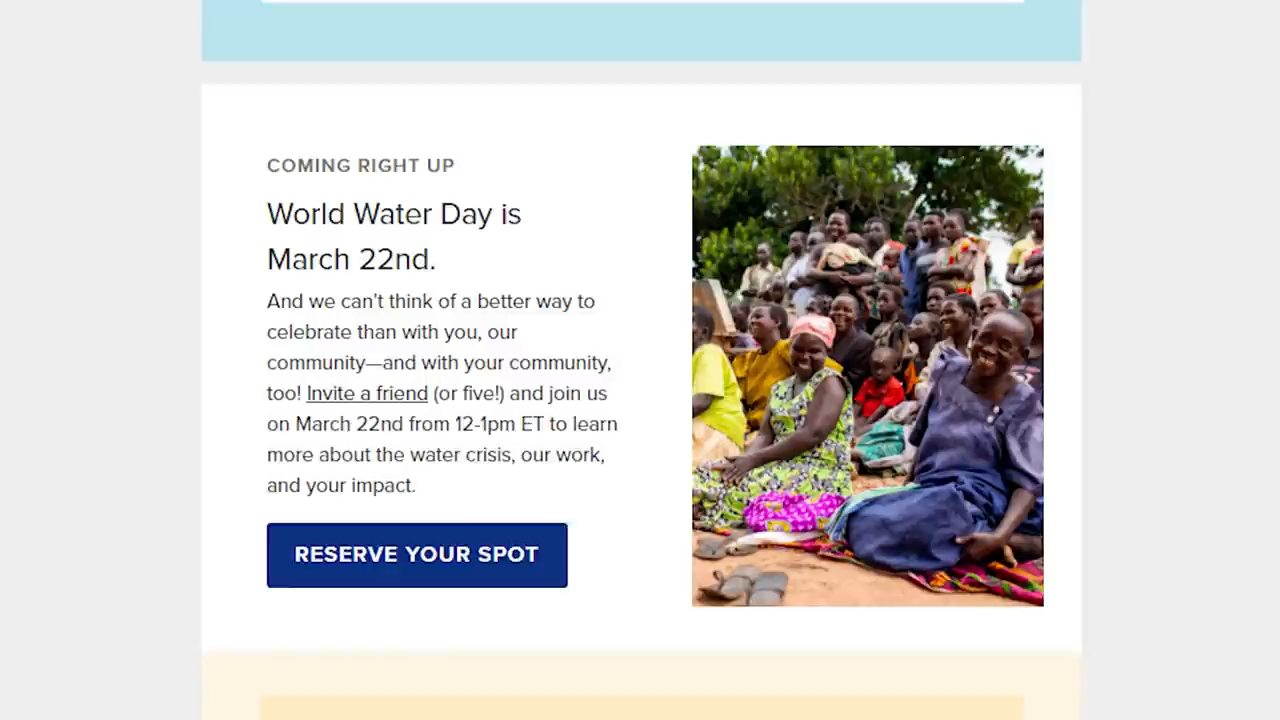 COMING RIGHT UP
World Water Day is
March 22nd.
And we can't think of a better way to
celebrate than with you, our
community—and with your community,
too! Invite a friend (or five!) and join us
on March 22nd from 12-1pm ET to learn
more about the water crisis, our work,
and your impact.
RESERVE YOUR SPOT